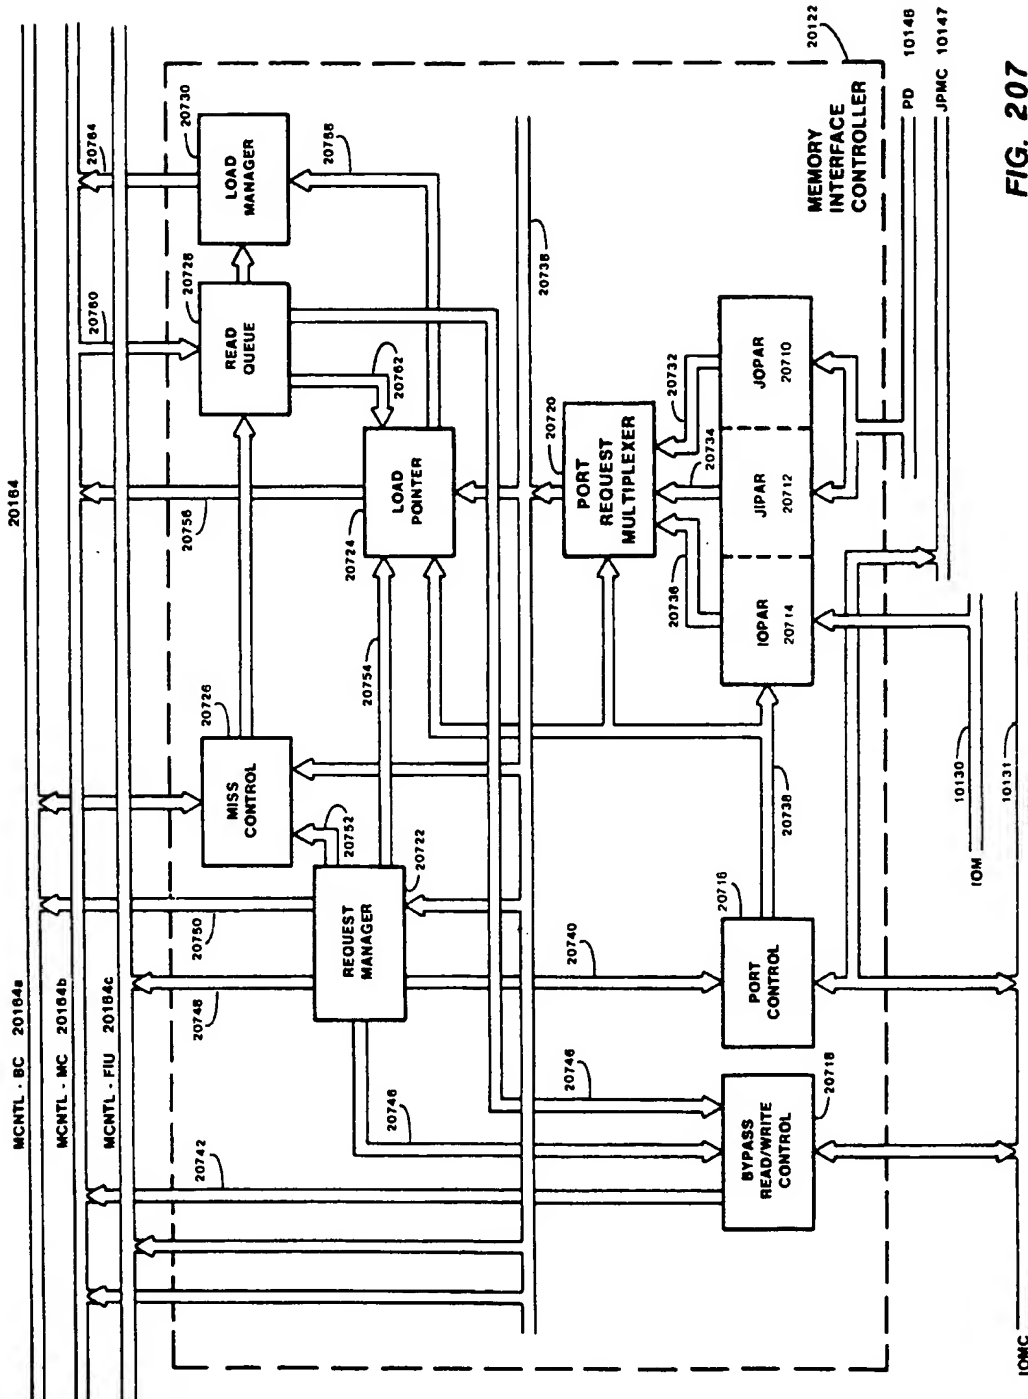 20164
MCNTL - BC 20164a
MCNTL - MC 20164b
MCNTL - FIU 20164c
20742
20748
20750
20756
20760
20764
20726
MISS
CONTROL
20728
READ
QUEUE
20730
LOAD
MANAGER
20752
20722
REQUEST
MANAGER
20754
20724
LOAD
POINTER
20762
20768
20746
20740
20746
20738
20718
BYPASS
READ/WRITE
CONTROL
20716
PORT
CONTROL
20738
20720
PORT
REQUEST
MULTIPLEXER
20736
20734
20732
IOPAR
20714
JIPAR
20712
JOPAR
20710
MEMORY
INTERFACE
CONTROLLER
20122
PD 10146
JPMC 10147
IOM
10130
IOMC
10131
FIG. 207